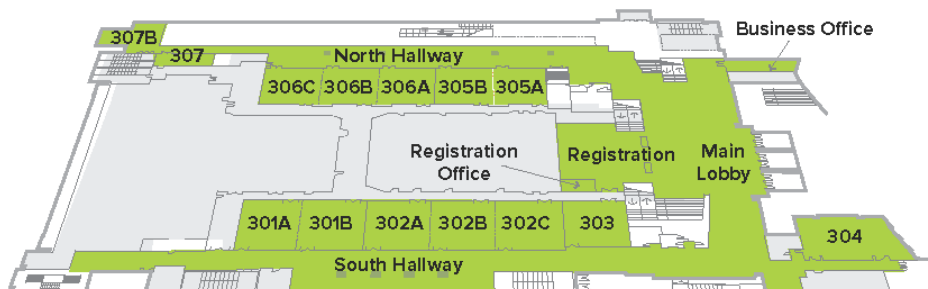 307B
Business Office
307
North Hallway
306C
306B
306A
305B
305A
Registration
Office
Registration
Main
Lobby
301A
301B
302A
302B
302C
303
304
South Hallway